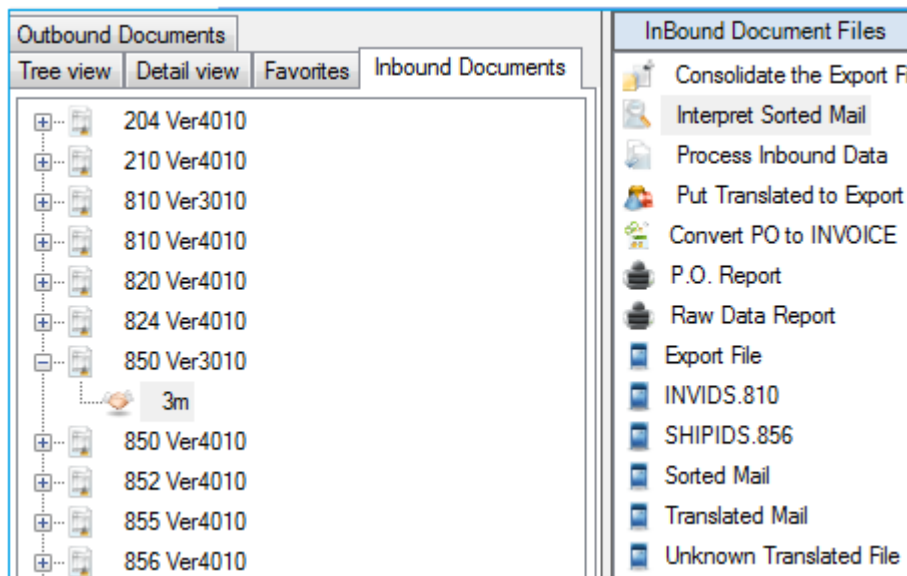 Outbound Documents
Tree view
Detail view
Favorites
Inbound Documents
204 Ver4010
210 Ver4010
810 Ver3010
810 Ver4010
820 Ver4010
824 Ver4010
850 Ver3010
3m
850 Ver4010
852 Ver4010
855 Ver4010
856 Ver4010
InBound Document Files
Consolidate the Export
Interpret Sorted Mail
Process Inbound Data
Put Translated to Export
Convert PO to INVOICE
P.O. Report
Raw Data Report
Export File
INVIDS.810
SHIPIDS.856
Sorted Mail
Translated Mail
Unknown Translated File